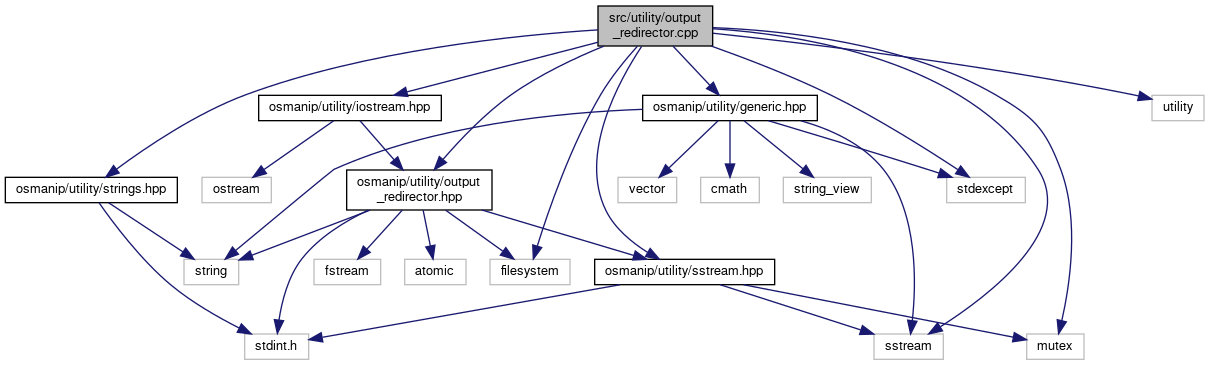 src/utility/output
_redirector.cpp
osmanip/utility/iostream.hpp
osmanip/utility/generic.hpp
utility
osmanip/utility/strings.hpp
ostream
osmanip/utility/output
_redirector.hpp
vector
cmath
string_view
stdexcept
string
fstream
atomic
filesystem
osmanip/utility/sstream.hpp
stdint.h
sstream
mutex